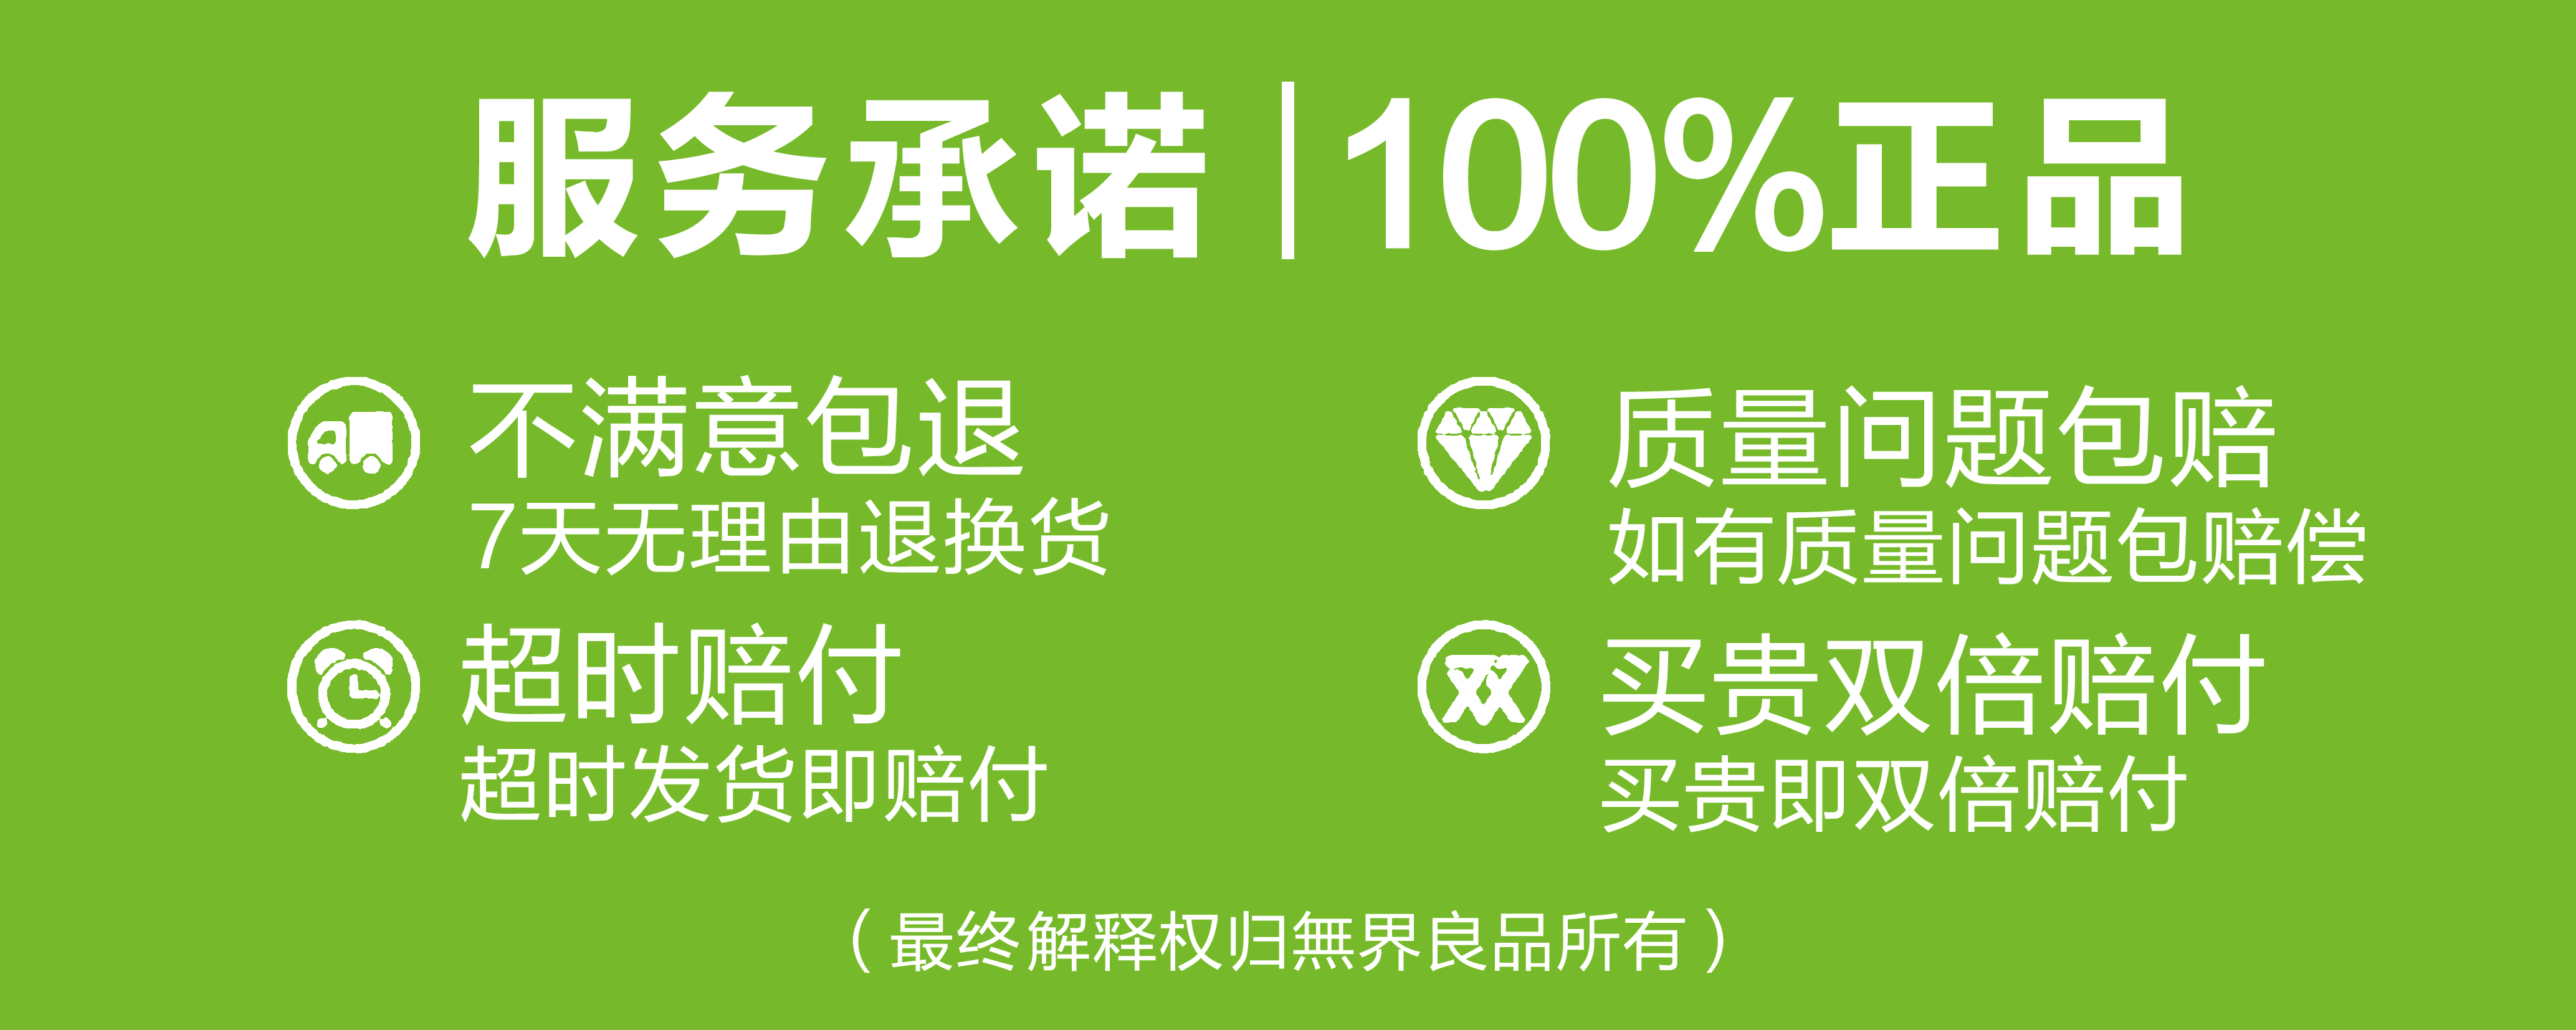 服务承诺|100%正品
不满意包退
7天无理由退换货
质量问题包赔
如有质量问题包赔偿
超时赔付
超时发货即赔付
买贵双倍赔付
买贵即双倍赔付
（最终解释权归無界良品所有）